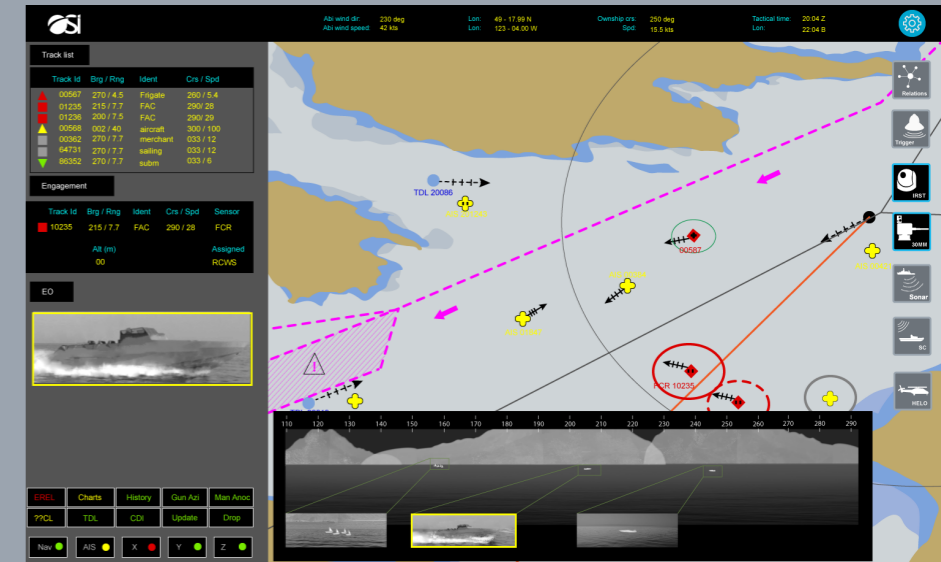 OSI
Abi wind dir: 230 deg Lon: 49 - 17.99 N Ownship crs: 250 deg Tactical time: 20:04 Z
Abi wind speed: 42 kts Lon: 123 - 04.00 W Spd: 15.5 kts Lon: 22:04 B
Track list
Track Id Brg / Rng Ident Crs / Spd
00567 270 / 4.5 Frigate 260 / 5.4
01235 215 / 7.7 FAC 290/ 28
01236 200 / 7.5 FAC 290/ 29
00568 002 / 40 aircraft 300 / 100
00362 270 / 7.7 merchant 033 / 12
64731 270 / 7.7 sailing 033 / 12
86352 270 / 7.7 subm 033 / 6
Engagement
Track Id Brg / Rng Ident Crs / Spd Sensor
10235 215 / 7.7 FAC 290 / 28 FCR
Alt (m) Assigned
00 RCWS
EO
EREL Charts History Gun Azi Man Anoc
??CL TDL CDI Update Drop
Nav AIS X Y Z
Relations
Trigger
IRST
30MM
Sonar
SC
HELO
TDL 20086
00587
!
FCR 10235
110 120 130 140 150 160 170 180 190 200 210 220 230 240 250 260 270 280 290